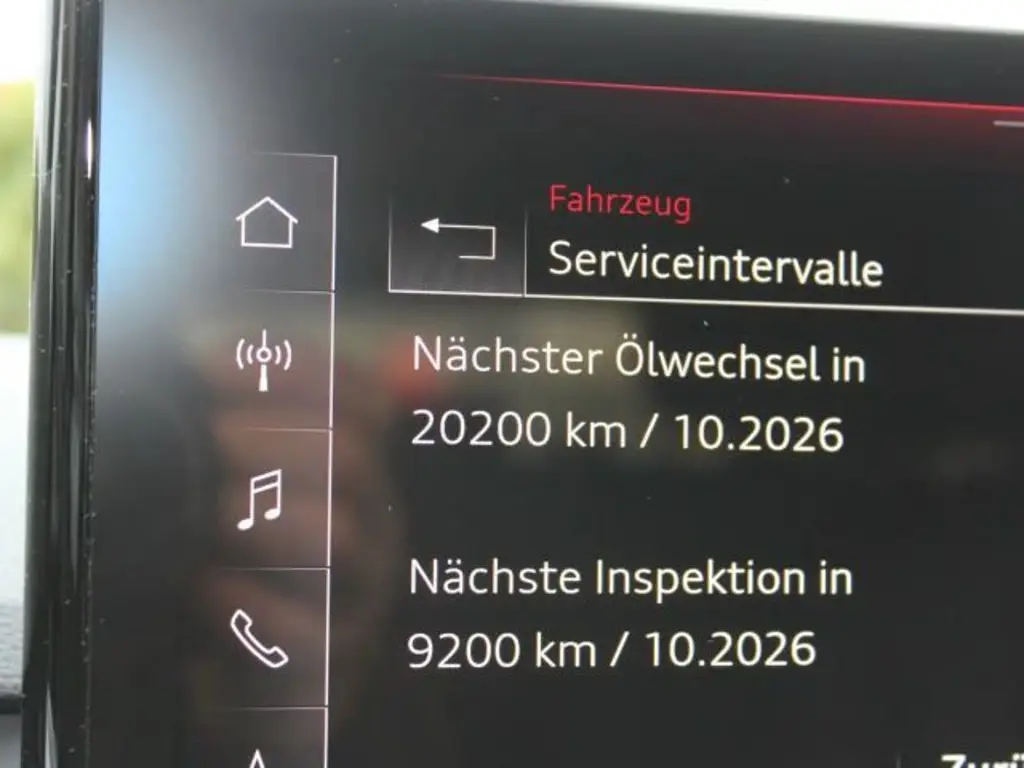 Fahrzeug
Serviceintervalle
Nächster Ölwechsel in
20200 km / 10.2026
Nächste Inspektion in
9200 km / 10.2026